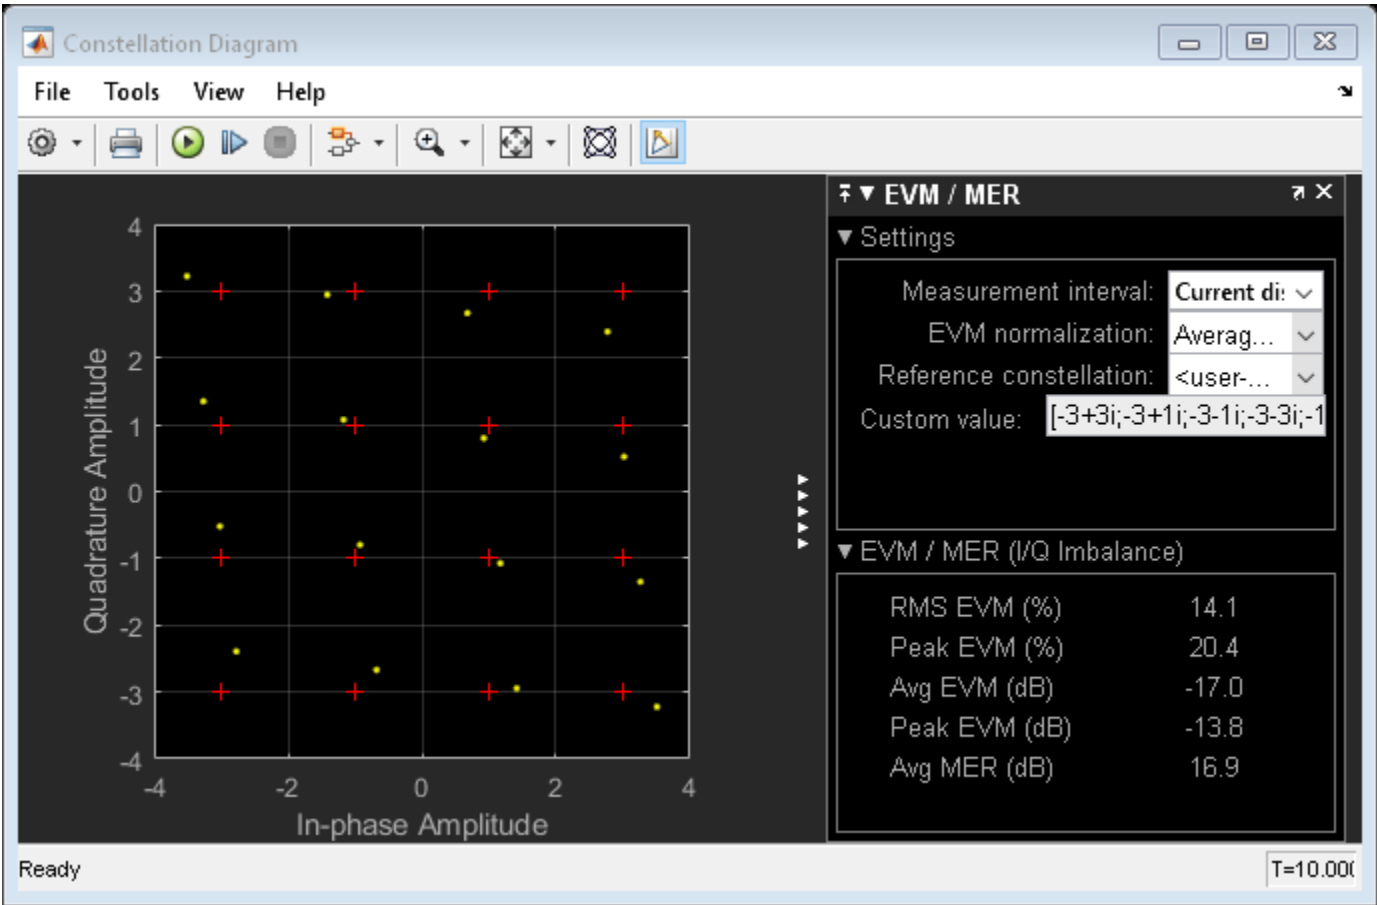 Constellation Diagram
File Tools View Help
EVM / MER
Settings
Measurement interval: Current di
EVM normalization: Averag...
Reference constellation: <user-...
Custom value: [-3+3i;-3+1i;-3-1i;-3-3i;-1
EVM / MER (I/Q Imbalance)
RMS EVM (%) 14.1
Peak EVM (%) 20.4
Avg EVM (dB) -17.0
Peak EVM (dB) -13.8
Avg MER (dB) 16.9
Quadrature Amplitude
4
3
2
1
0
-1
-2
-3
-4
-4 -2 0 2 4
In-phase Amplitude
Ready
T=10.00